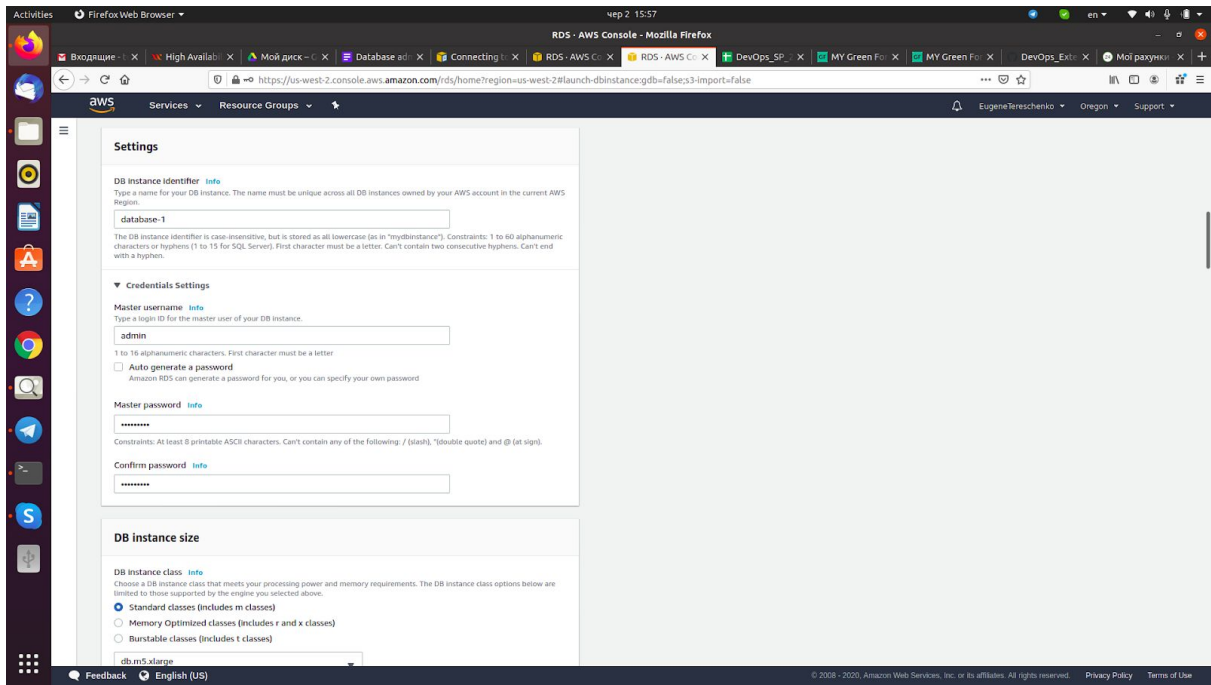 Activities
Firefox Web Browser
чер 2 15:57
en
RDS · AWS Console - Mozilla Firefox
Входящие –
High Availabil
Мой диск – G
Database adm
Connecting to
RDS · AWS Co
RDS · AWS Co
DevOps_SP_2
MY Green For
MY Green For
DevOps_Exte
Мої рахунки
https://us-west-2.console.aws.amazon.com/rds/home?region=us-west-2#launch-dbinstance:gdb=false;s3-import=false
aws
Services
Resource Groups
EugeneTereschenko
Oregon
Support
Settings
DB instance identifier Info
Type a name for your DB instance. The name must be unique across all DB instances owned by your AWS account in the current AWS
Region.
database-1
The DB instance identifier is case-insensitive, but is stored as all lowercase (as in "mydbinstance"). Constraints: 1 to 60 alphanumeric
characters or hyphens (1 to 15 for SQL Server). First character must be a letter. Can't contain two consecutive hyphens. Can't end
with a hyphen.
Credentials Settings
Master username Info
Type a login ID for the master user of your DB instance.
admin
1 to 16 alphanumeric characters. First character must be a letter
Auto generate a password
Amazon RDS can generate a password for you, or you can specify your own password
Master password Info
•••••••••
Constraints: At least 8 printable ASCII characters. Can't contain any of the following: / (slash), "(double quote) and @ (at sign).
Confirm password Info
•••••••••
DB instance size
DB instance class Info
Choose a DB instance class that meets your processing power and memory requirements. The DB instance class options below are
limited to those supported by the engine you selected above.
Standard classes (includes m classes)
Memory Optimized classes (includes r and x classes)
Burstable classes (includes t classes)
db.m5.xlarge
Feedback
English (US)
© 2008 - 2020, Amazon Web Services, Inc. or its affiliates. All rights reserved.
Privacy Policy
Terms of Use